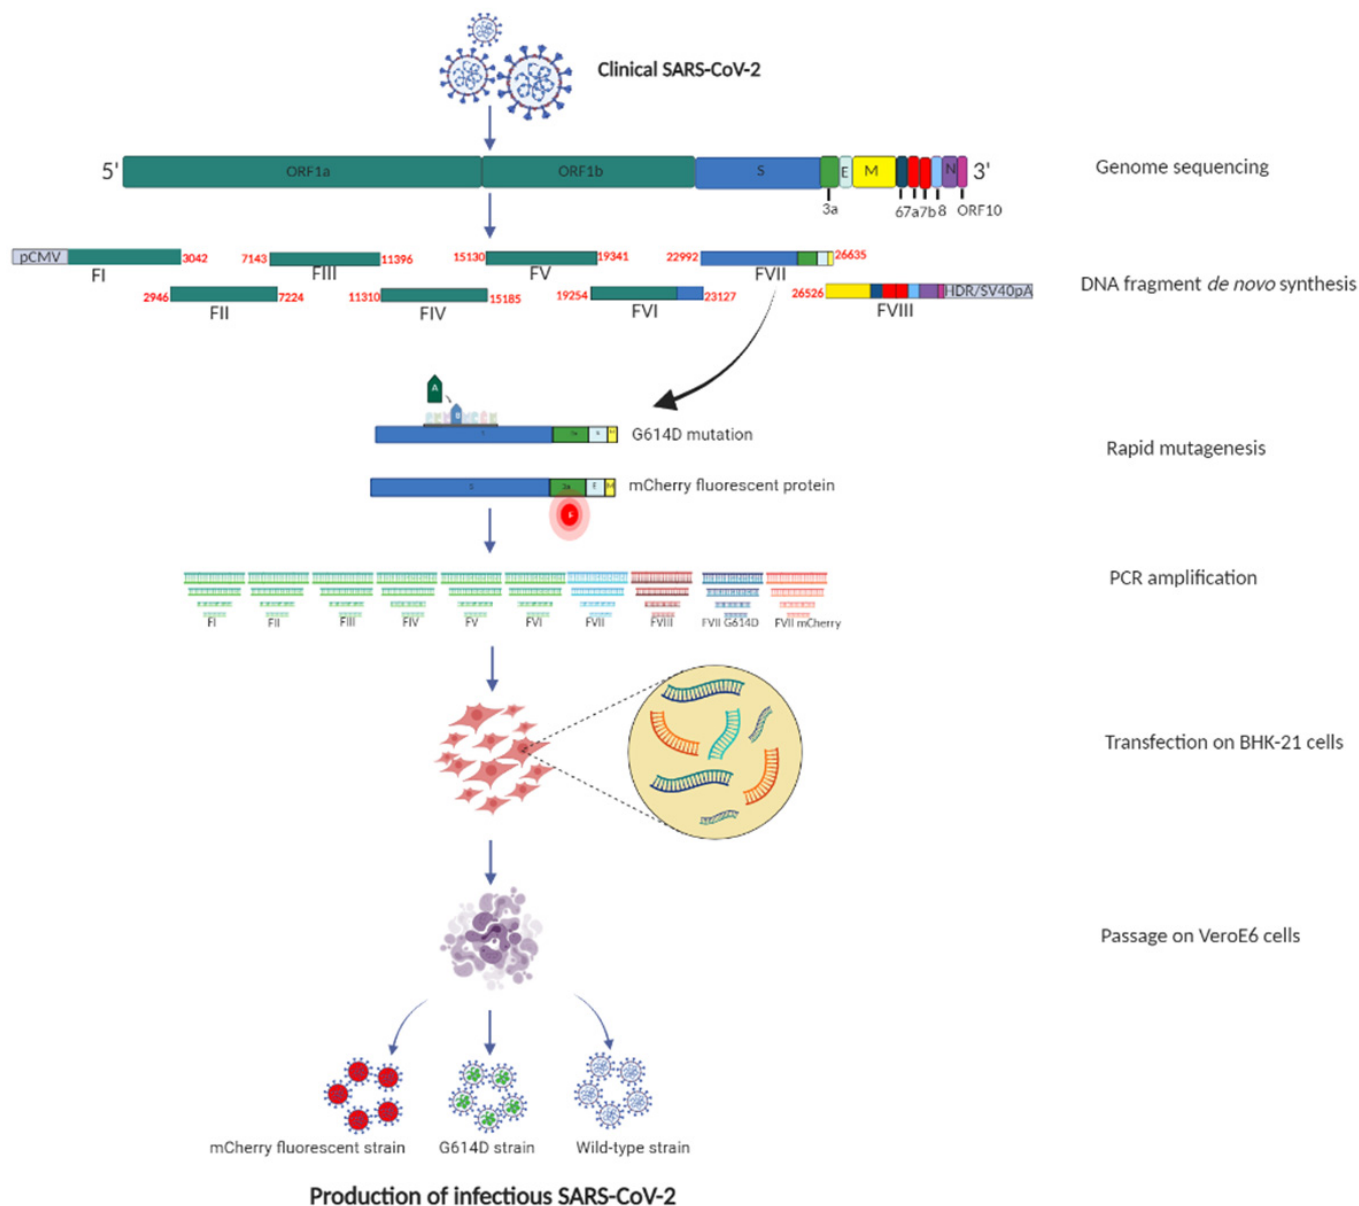 Clinical SARS-CoV-2
5' ORF1a ORF1b S E M N 3'
Genome sequencing
3a 6 7a 7b 8 ORF10
pCMV 3042 7143 11396 15130 19341 22992 26635
FI FIII FV FVII
DNA fragment de novo synthesis
2946 7224 11310 15185 19254 23127 26526 HDR/SV40pA
FII FIV FVI FVIII
A
G614D mutation
Rapid mutagenesis
S 3a E M mCherry fluorescent protein
PCR amplification
FI FII FIII FIV FV FVI FVII FVIII FVII G614D FVII mCherry
Transfection on BHK-21 cells
Passage on VeroE6 cells
mCherry fluorescent strain G614D strain Wild-type strain
Production of infectious SARS-CoV-2